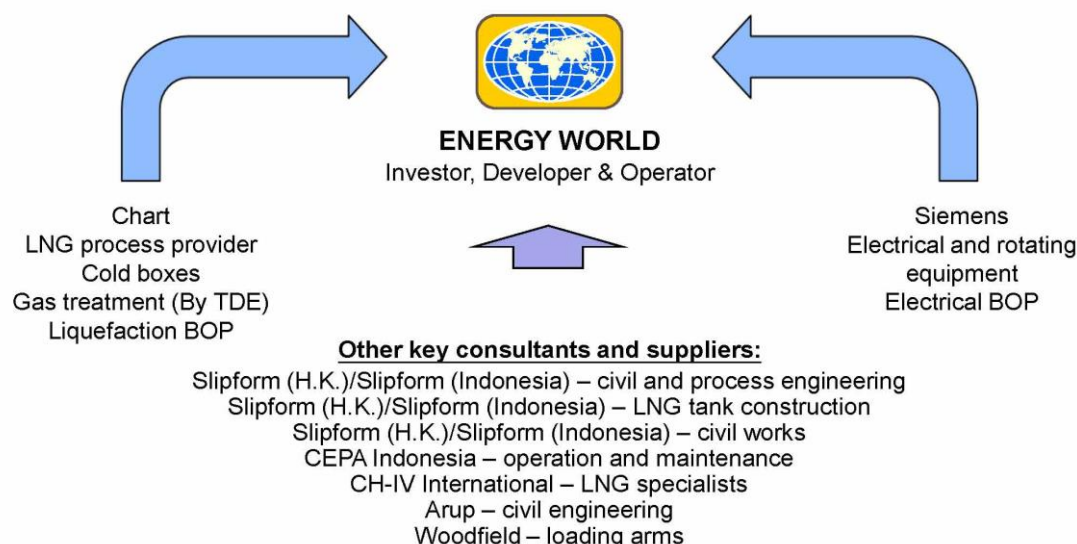 ENERGY WORLD
Investor, Developer & Operator
Chart
LNG process provider
Cold boxes
Gas treatment (By TDE)
Liquefaction BOP
Siemens
Electrical and rotating
equipment
Electrical BOP
Other key consultants and suppliers:
Slipform (H.K.)/Slipform (Indonesia) – civil and process engineering
Slipform (H.K.)/Slipform (Indonesia) – LNG tank construction
Slipform (H.K.)/Slipform (Indonesia) – civil works
CEPA Indonesia – operation and maintenance
CH-IV International – LNG specialists
Arup – civil engineering
Woodfield – loading arms